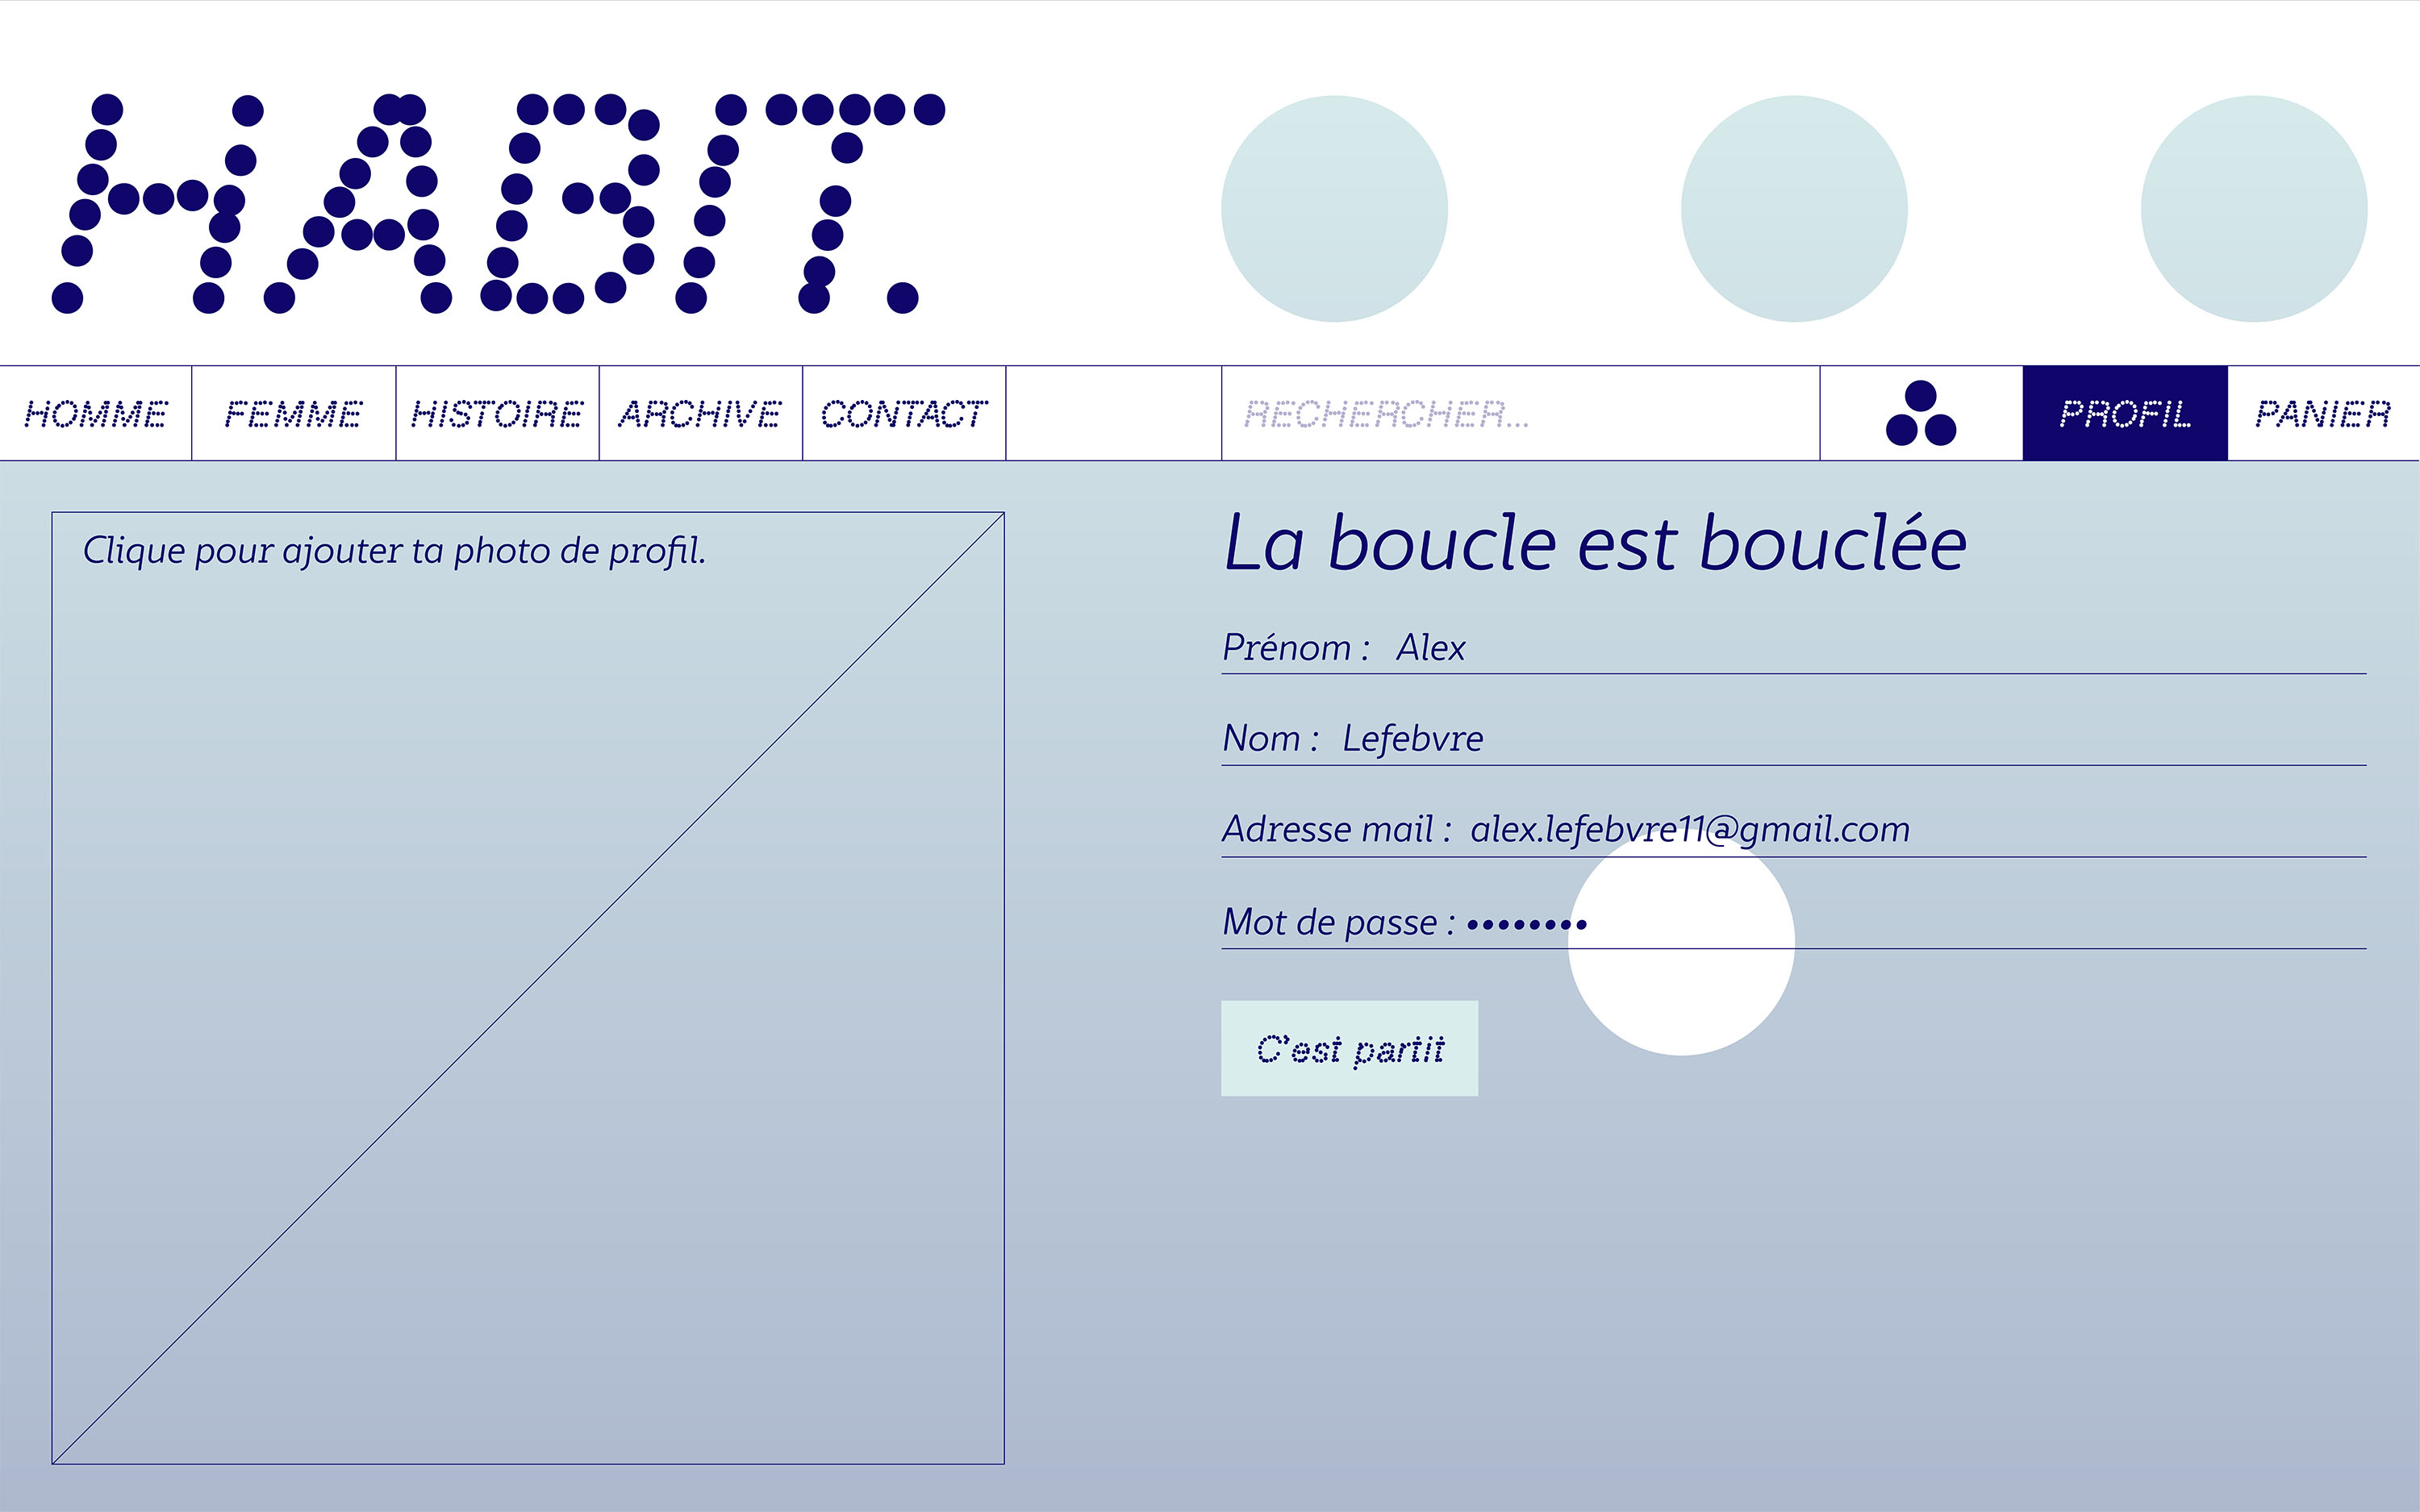 HABIT.
HOMME FEMME HISTOIRE ARCHIVE CONTACT RECHERCHER... PROFIL PANIER
Clique pour ajouter ta photo de profil.
La boucle est bouclée
Prénom : Alex
Nom : Lefebvre
Adresse mail : alex.lefebvre11@gmail.com
Mot de passe : ••••••••
C'est partit